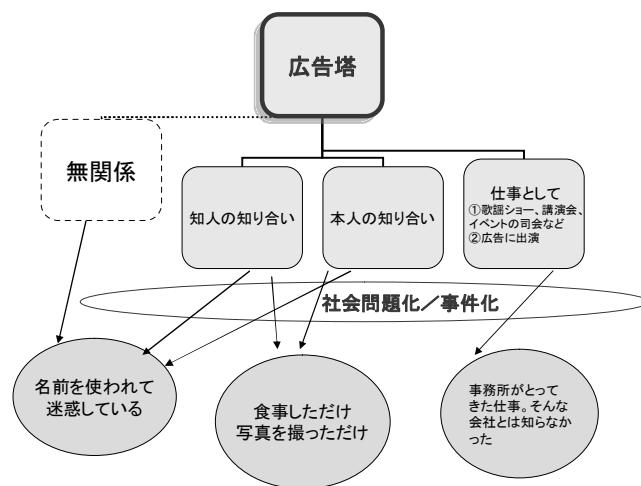 広告塔
無関係
知人の知り合い
本人の知り合い
仕事として
①歌謡ショー、講演会、
イベントの司会など
②広告に出演
社会問題化／事件化
名前を使われて
迷惑している
食事しただけ
写真を撮っただけ
事務所がとって
きた仕事。そんな
会社とは知らなか
った